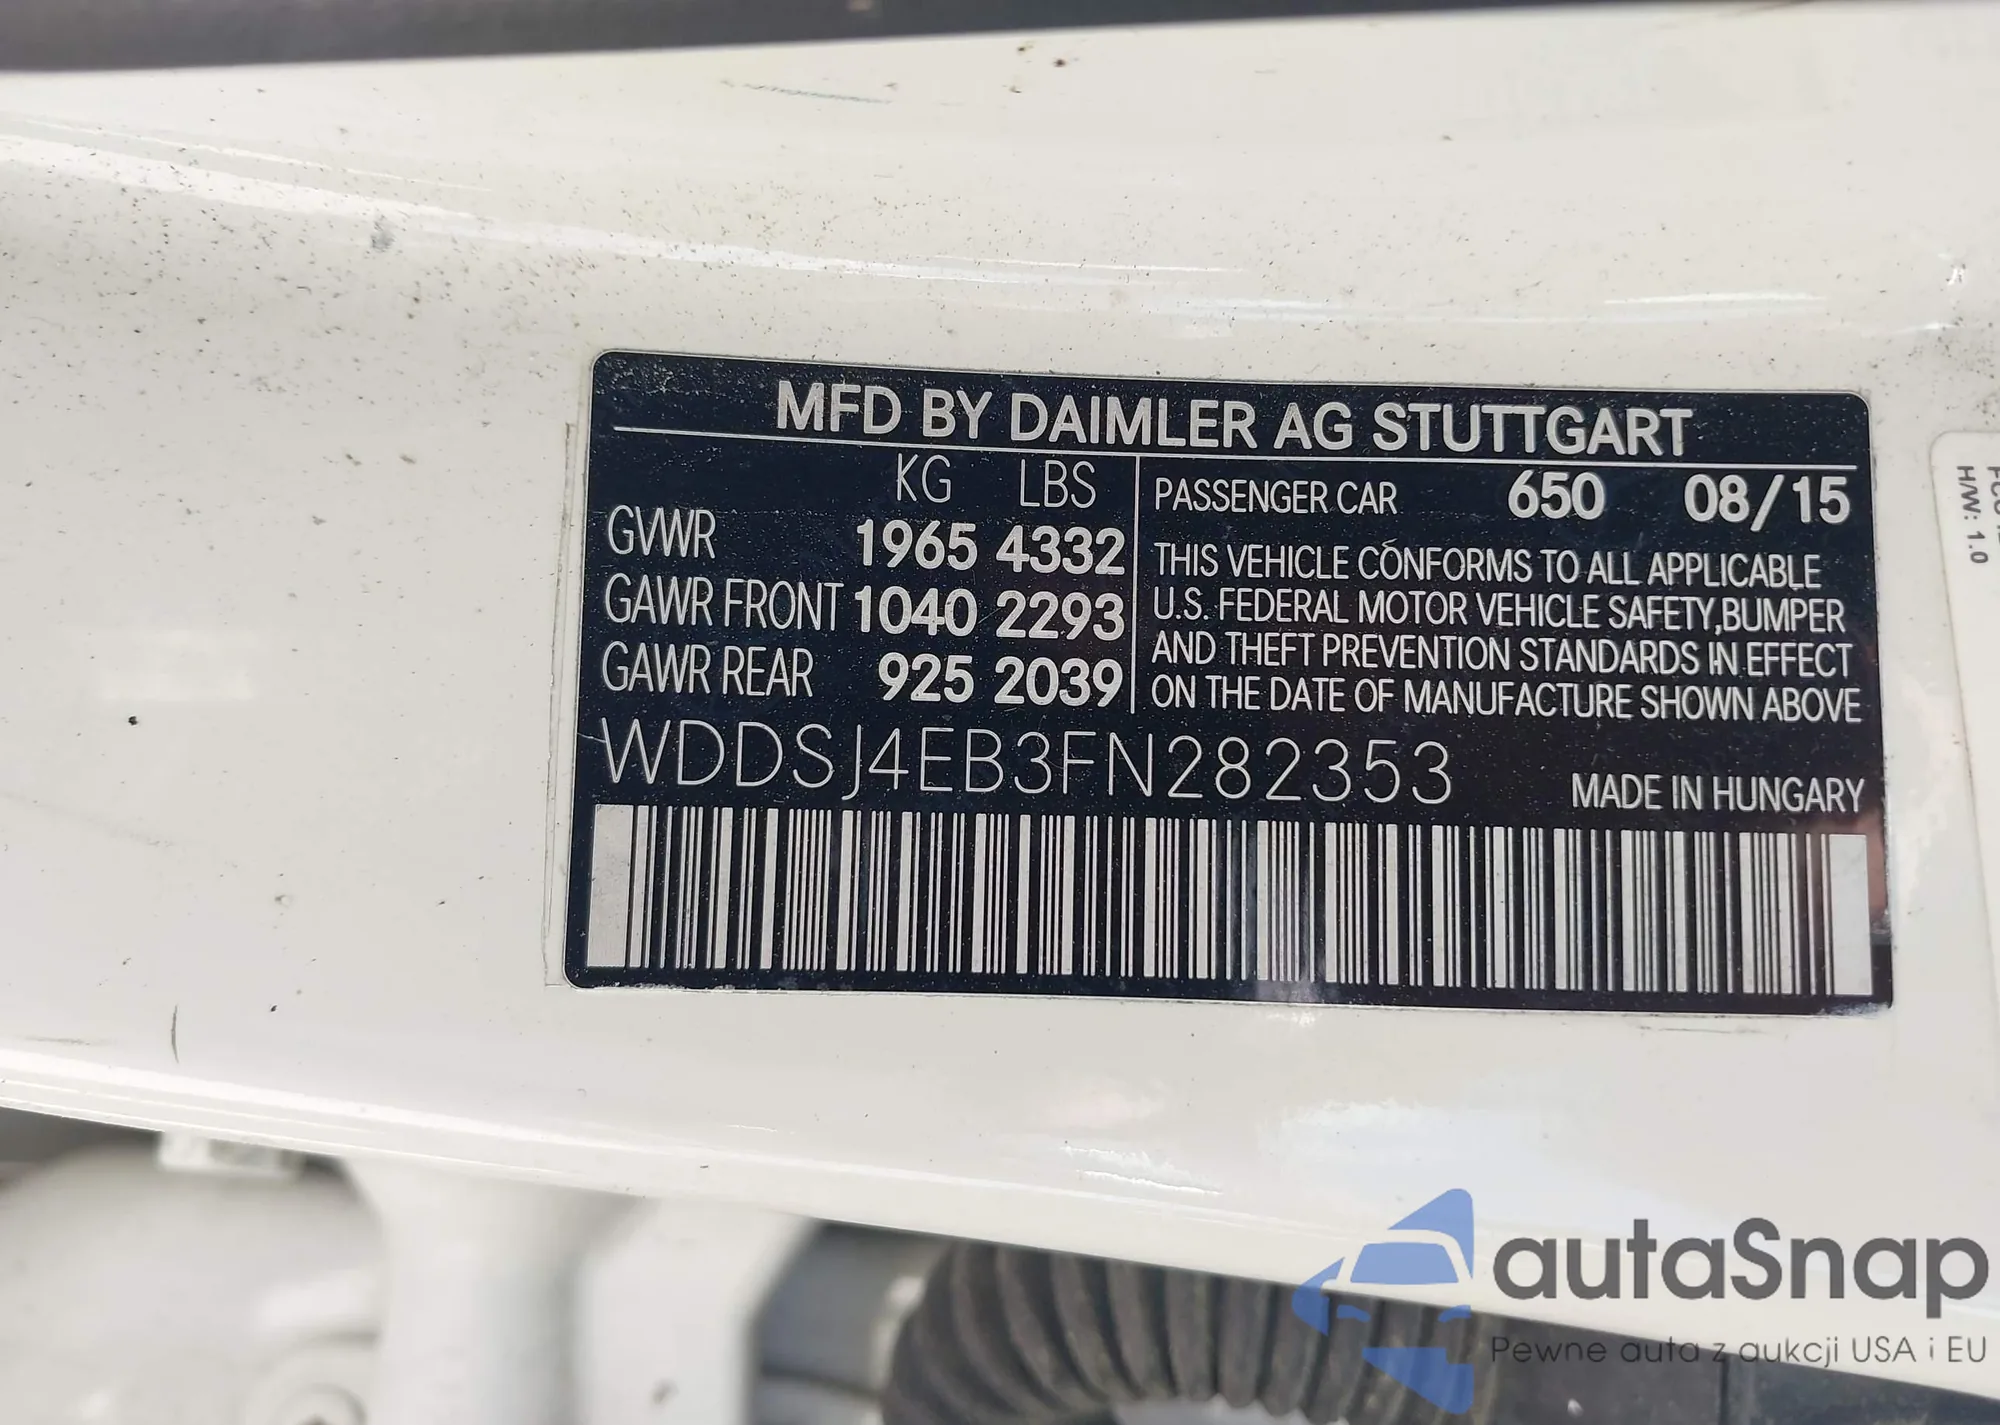 MFD BY DAIMLER AG STUTTGART
KG LBS
GVWR 1965 4332
GAWR FRONT 1040 2293
GAWR REAR 925 2039
PASSENGER CAR 650 08/15
THIS VEHICLE CONFORMS TO ALL APPLICABLE
U.S. FEDERAL MOTOR VEHICLE SAFETY,BUMPER
AND THEFT PREVENTION STANDARDS IN EFFECT
ON THE DATE OF MANUFACTURE SHOWN ABOVE
WDDSJ4EB3FN282353
MADE IN HUNGARY
H/W: 1.0
autaSnap
Pewne auta z aukcji USA i EU